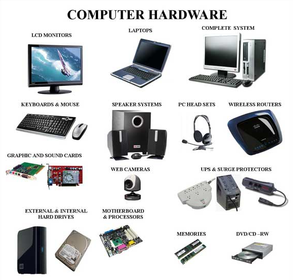 COMPUTER HARDWARE
LCD MONITORS
LAPTOPS
COMPLETE SYSTEM
KEYBOARDS & MOUSE
SPEAKER SYSTEMS
PC HEAD SETS
WIRELESS ROUTERS
GRAPHIC AND SOUND CARDS
WEB CAMERAS
UPS & SURGE PROTECTORS
EXTERNAL & INTERNAL
HARD DRIVES
MOTHERBOARD
& PROCESSORS
MEMORIES
DVD/CD -RW